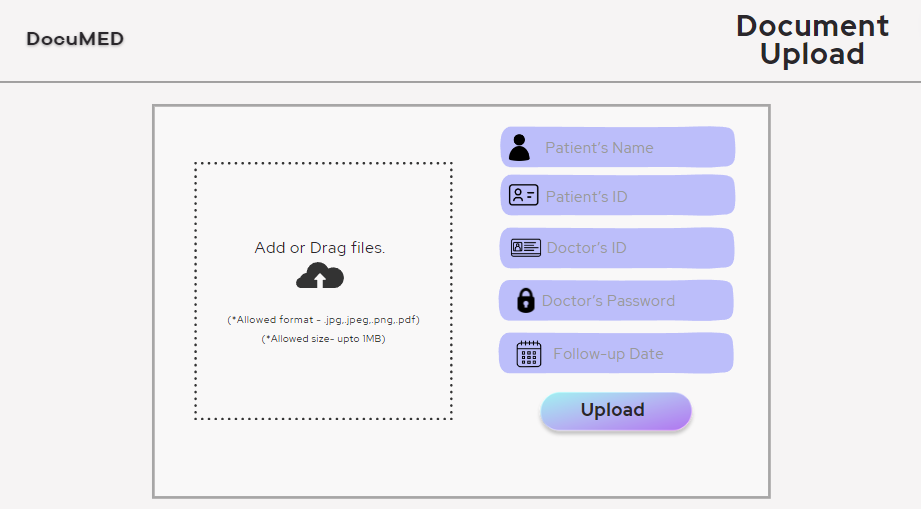 DocuMED
Document
Upload
Add or Drag files.
(*Allowed format - .jpg,.jpeg,.png,.pdf)
(*Allowed size- upto 1MB)
Patient's Name
Patient's ID
Doctor's ID
Doctor's Password
Follow-up Date
Upload